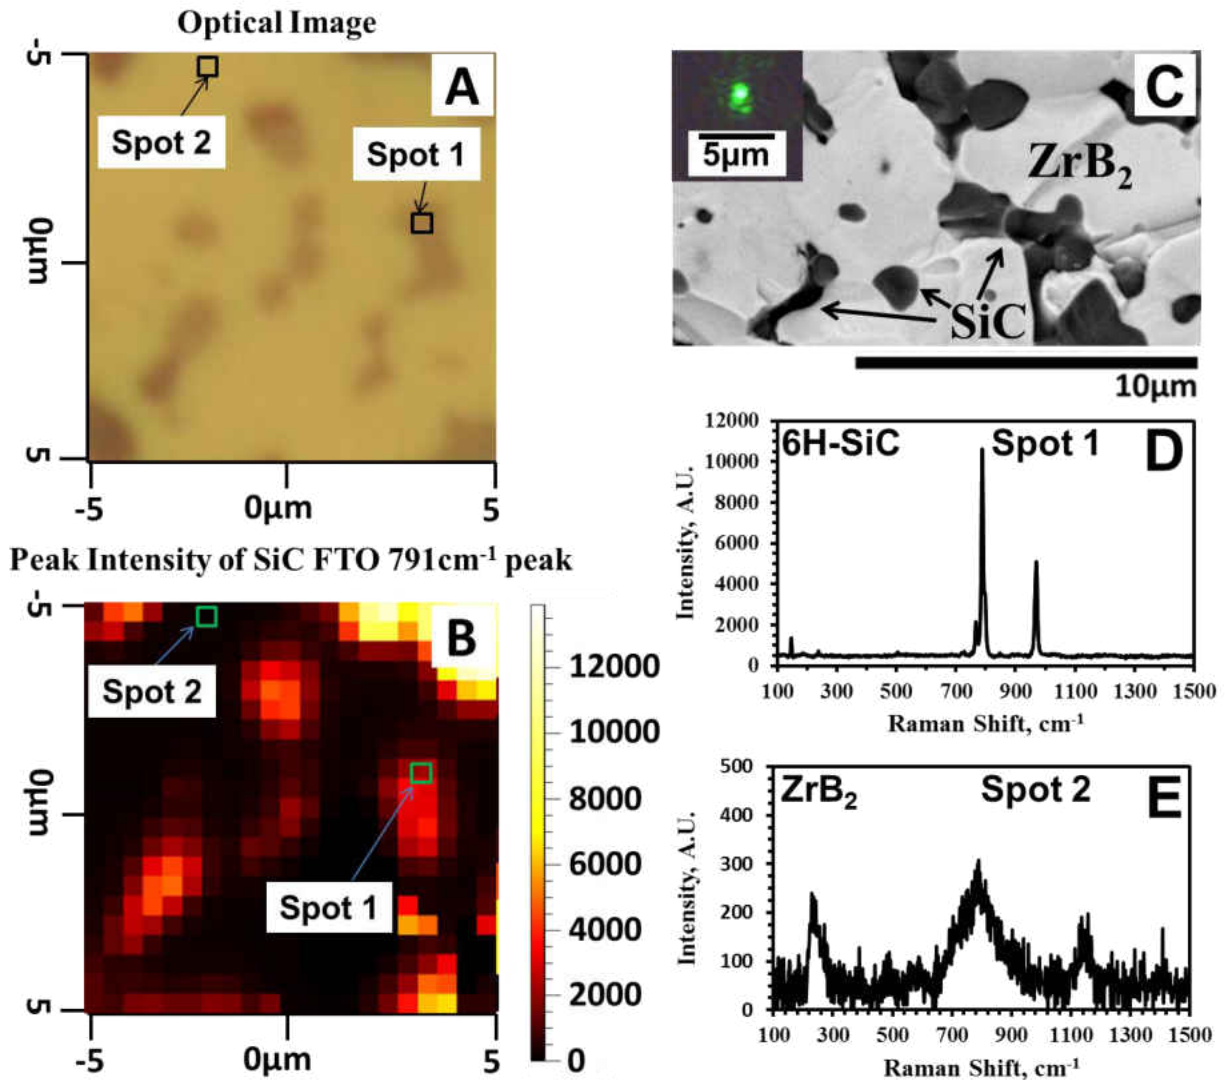 Optical Image
-5
0µm
5
A
Spot 2
Spot 1
-5
0µm
5
Peak Intensity of SiC FTO 791cm⁻¹ peak
-5
0µm
5
B
Spot 2
Spot 1
-5
0µm
5
12000
10000
8000
6000
4000
2000
0
C
5µm
ZrB₂
SiC
10µm
12000
10000
8000
6000
4000
2000
0
Intensity, A.U.
6H-SiC
Spot 1
D
100 300 500 700 900 1100 1300 1500
Raman Shift, cm⁻¹
500
400
300
200
100
0
Intensity, A.U.
ZrB₂
Spot 2
E
100 300 500 700 900 1100 1300 1500
Raman Shift, cm⁻¹